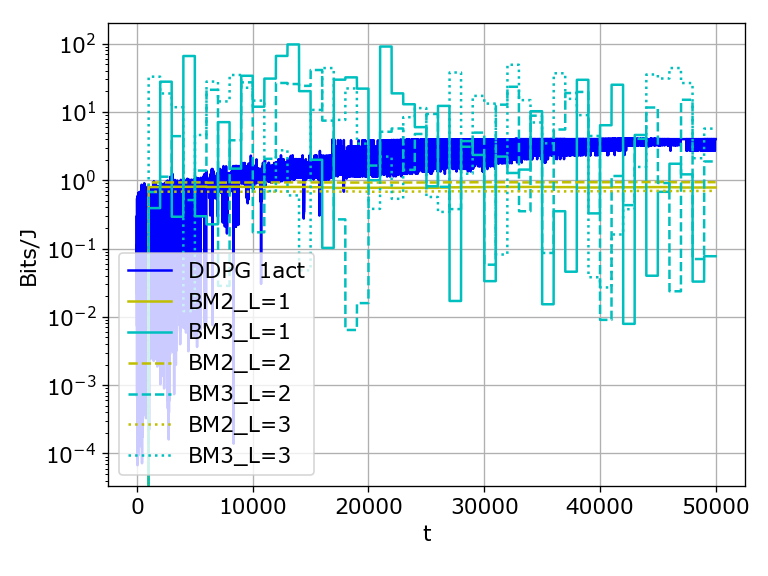 10²
10¹
10⁰
10⁻¹
10⁻²
10⁻³
10⁻⁴
Bits/J
DDPG 1act
BM2_L=1
BM3_L=1
BM2_L=2
BM3_L=2
BM2_L=3
BM3_L=3
0 10000 20000 30000 40000 50000
t